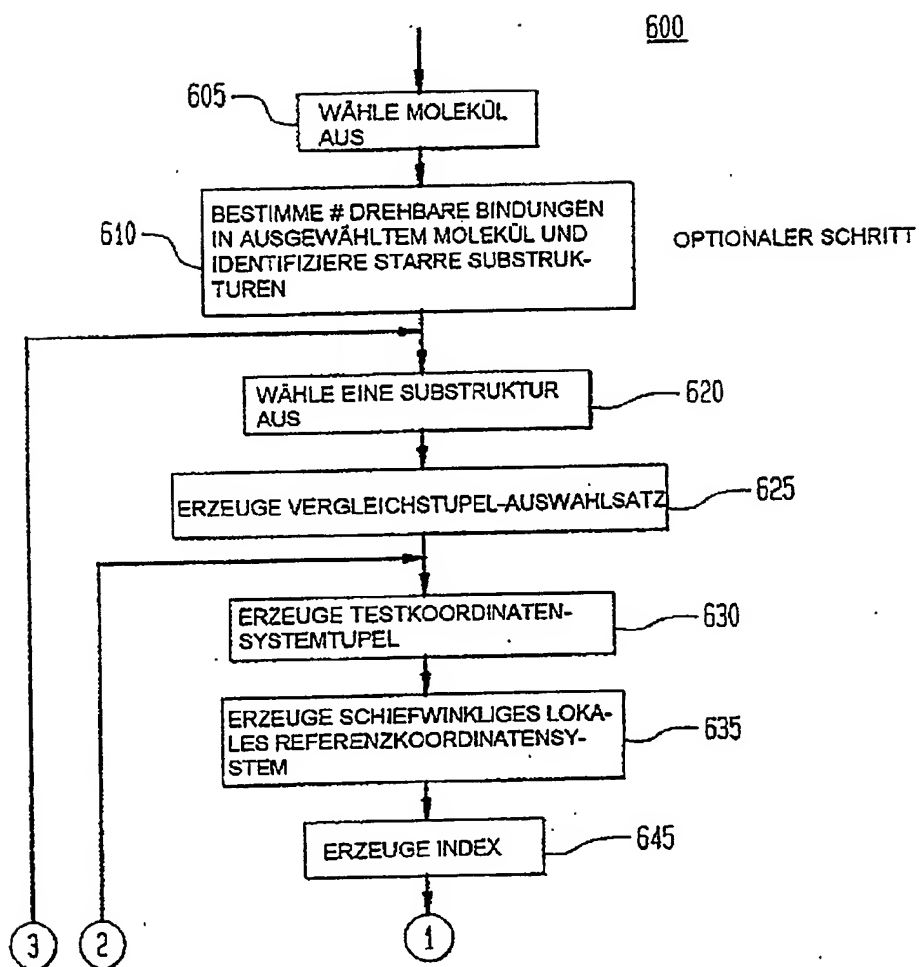 600
605
WÄHLE MOLEKÜL
AUS
610
BESTIMME # DREHBARE BINDUNGEN
IN AUSGEWÄHLTEM MOLEKÜL UND
IDENTIFIZIERE STARRE SUBSTRUK-
TUREN
OPTIONALER SCHRITT
WÄHLE EINE SUBSTRUKTUR
AUS
620
ERZEUGE VERGLEICHSTUPEL-AUSWAHLSATZ
625
ERZEUGE TESTKOORDINATEN-
SYSTEMTUPEL
630
ERZEUGE SCHIEFWINKLIGES LOKA-
LES REFERENZKOORDINATENSY-
STEM
635
ERZEUGE INDEX
645
3
2
1